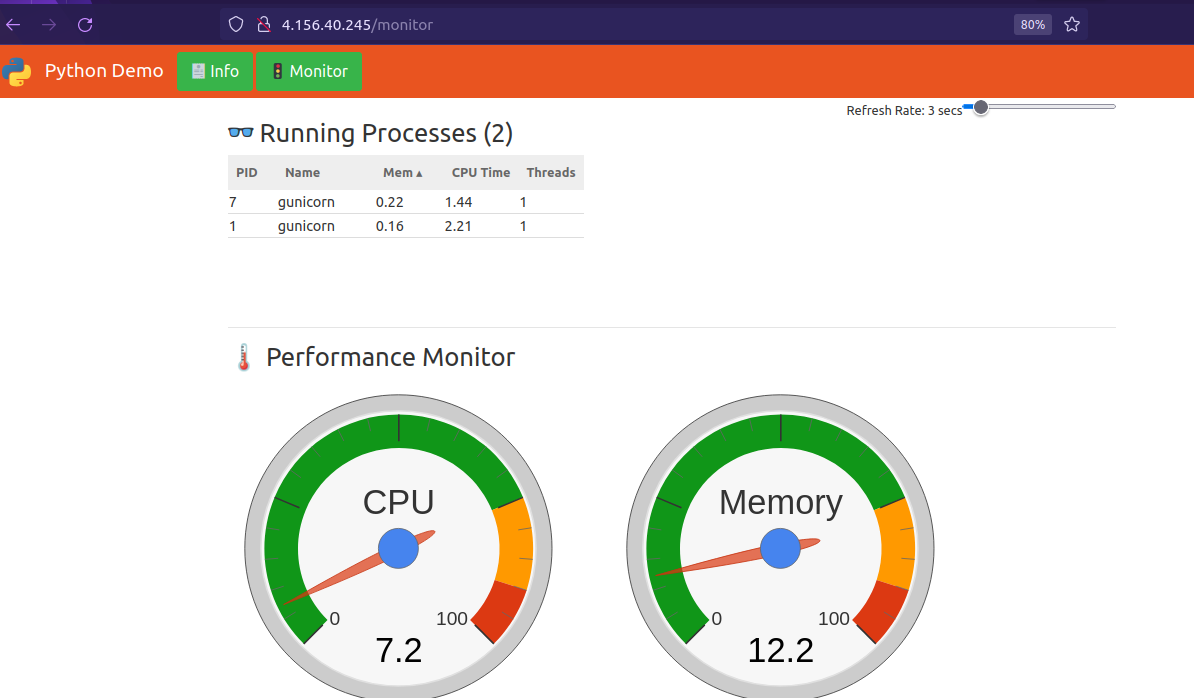 4.156.40.245/monitor
80%
Python Demo
Info
Monitor
Refresh Rate: 3 secs
Running Processes (2)
PID Name Mem▲ CPU Time Threads
7 gunicorn 0.22 1.44 1
1 gunicorn 0.16 2.21 1
Performance Monitor
CPU
0
100
7.2
Memory
0
100
12.2